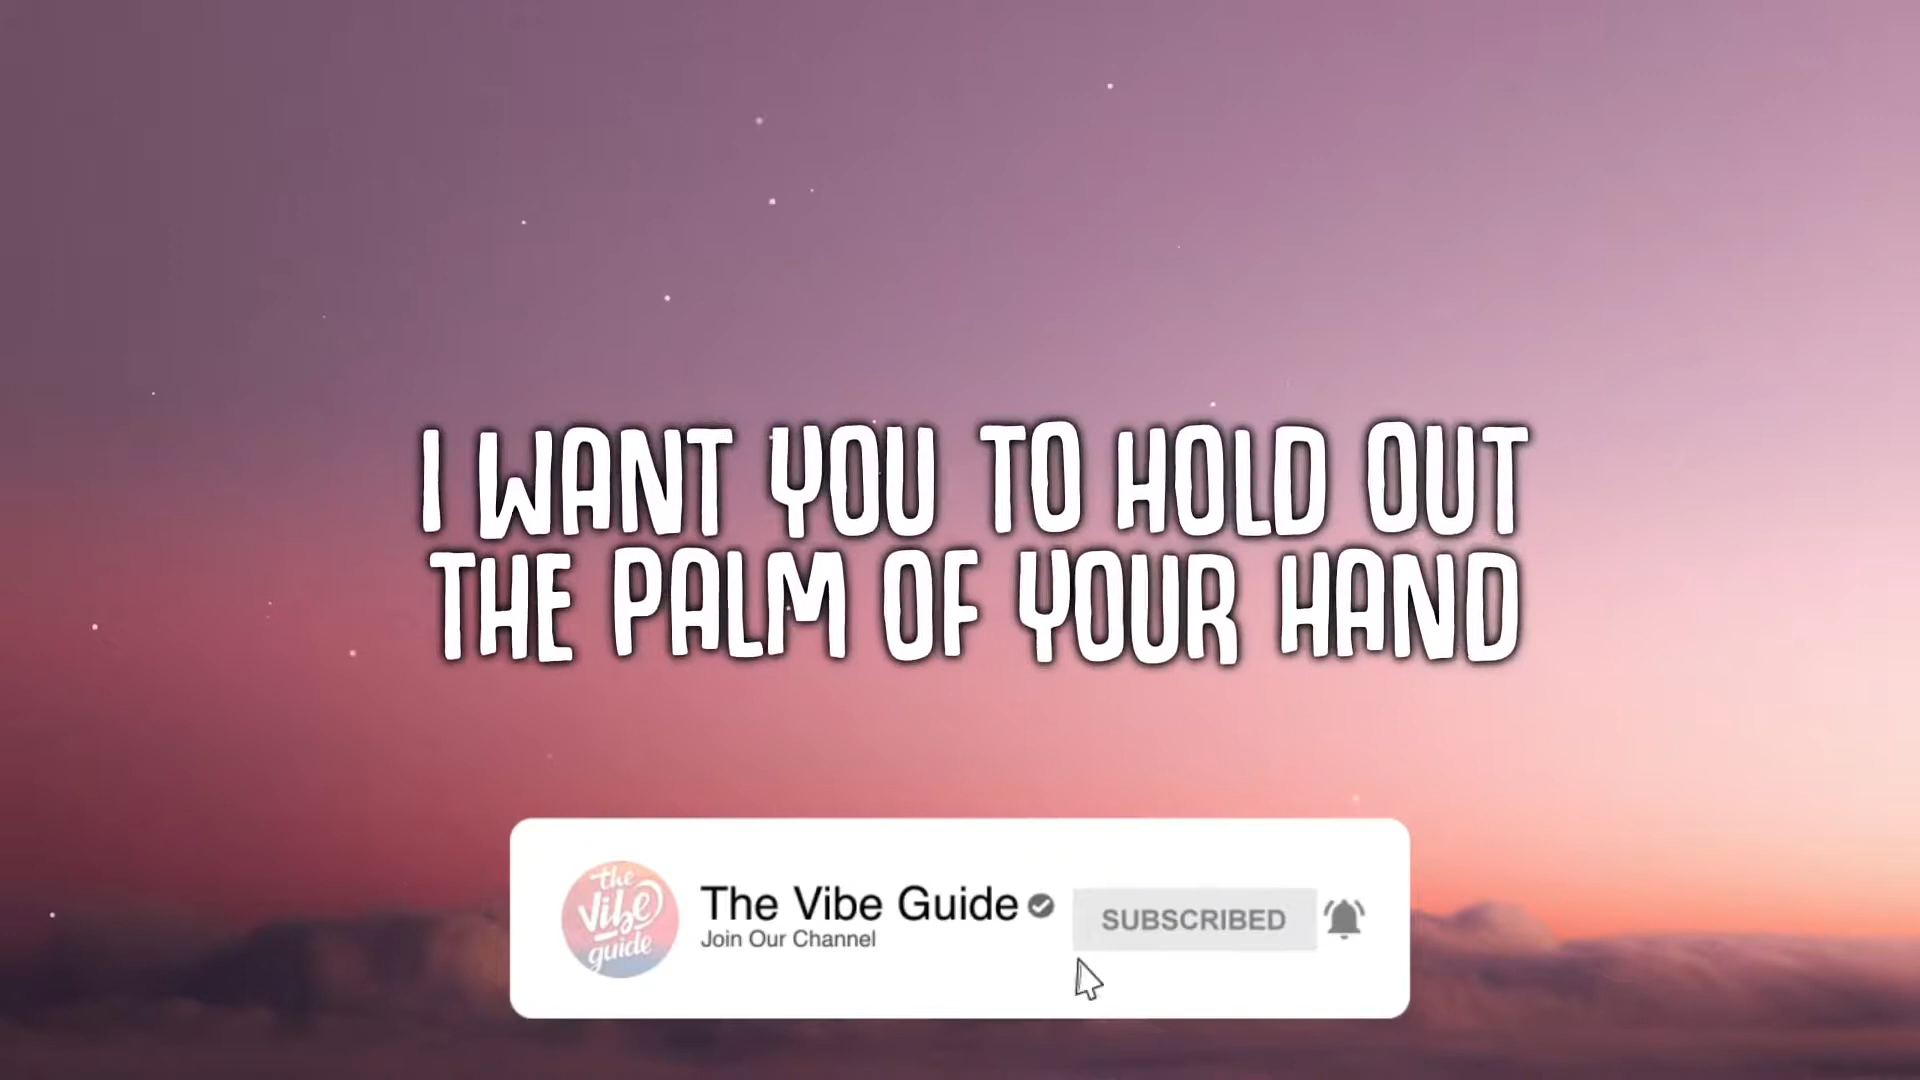 I WANT YOU TO HOLD OUT
THE PALM OF YOUR HAND
the
Vibe
guide
The Vibe Guide
Join Our Channel
SUBSCRIBED